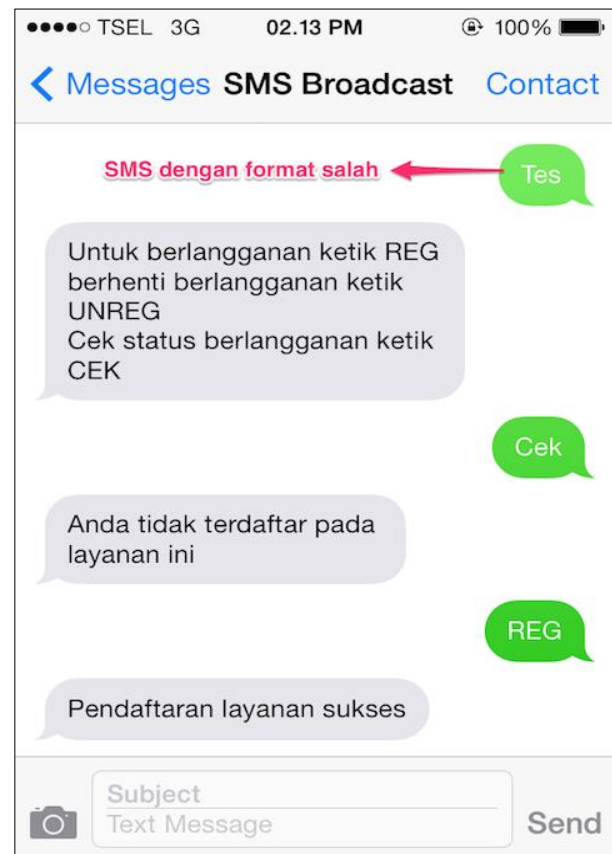 TSEL 3G 02.13 PM 100%
Messages SMS Broadcast Contact
SMS dengan format salah Tes
Untuk berlangganan ketik REG
berhenti berlangganan ketik
UNREG
Cek status berlangganan ketik
CEK
Cek
Anda tidak terdaftar pada
layanan ini
REG
Pendaftaran layanan sukses
Subject
Text Message Send